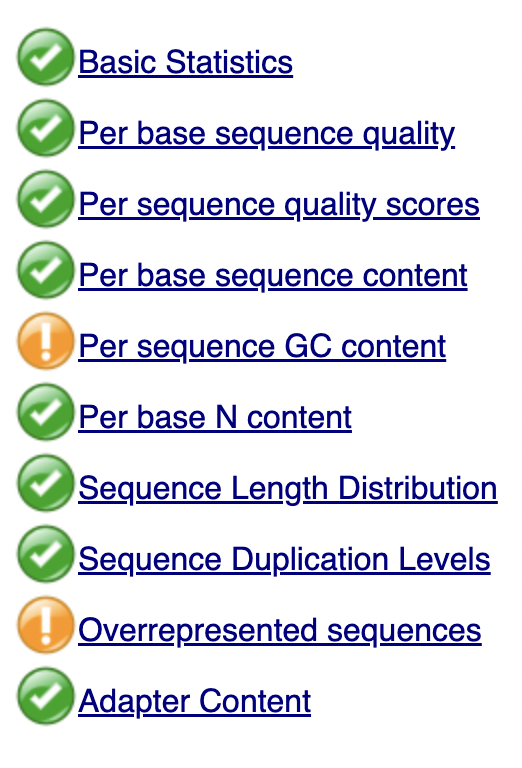 Basic Statistics
Per base sequence quality
Per sequence quality scores
Per base sequence content
Per sequence GC content
Per base N content
Sequence Length Distribution
Sequence Duplication Levels
Overrepresented sequences
Adapter Content